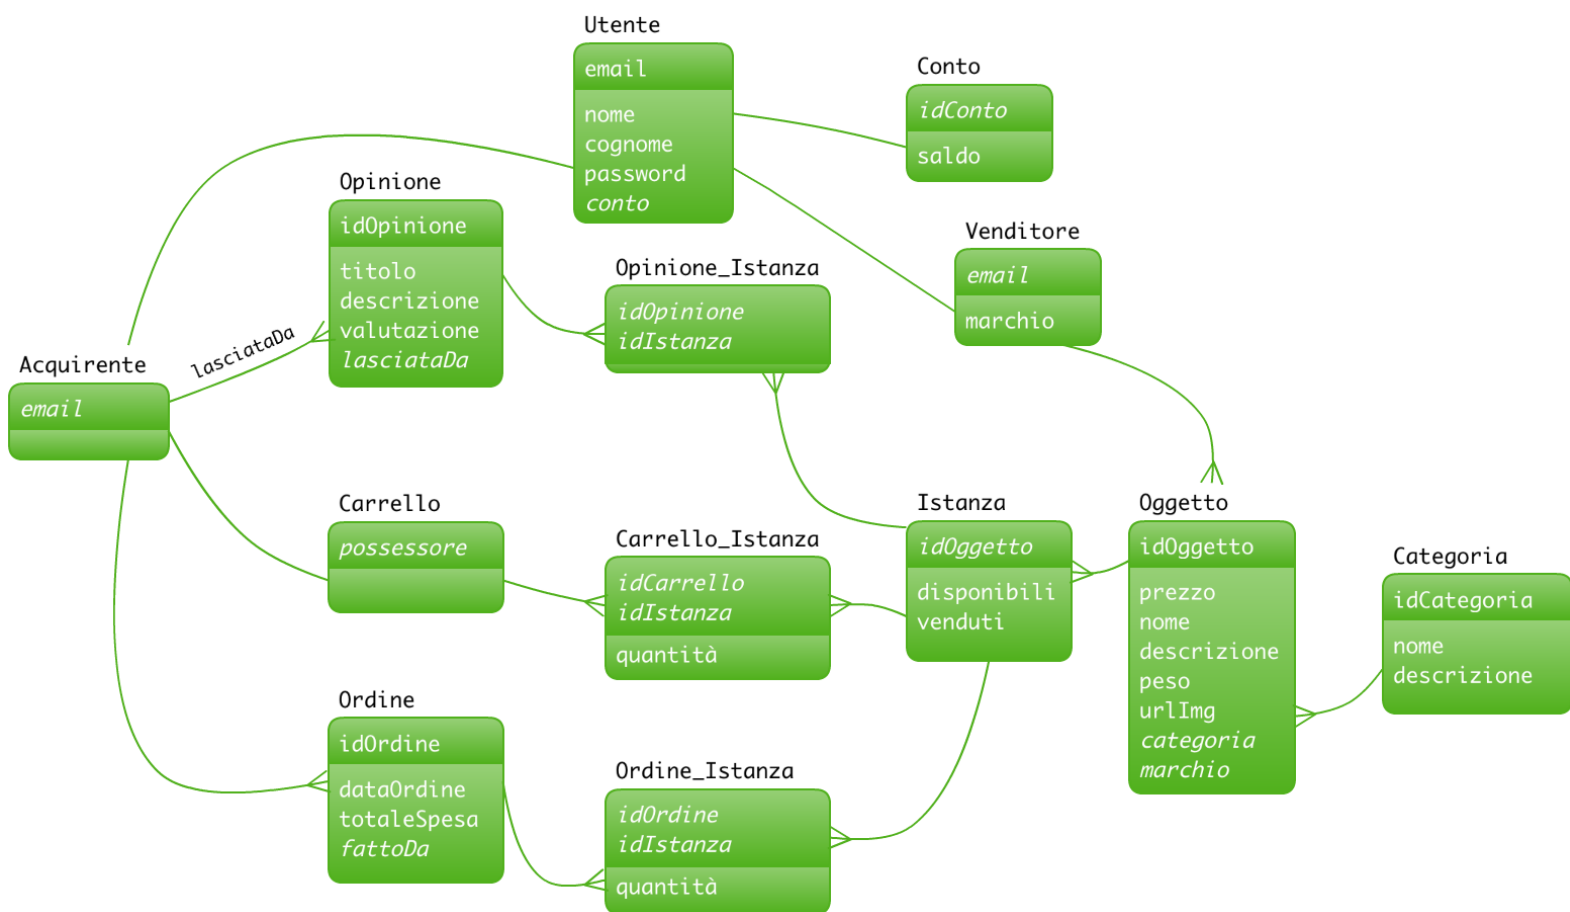 Utente
email
nome
cognome
password
conto
Conto
idConto
saldo
Opinione
idOpinione
titolo
descrizione
valutazione
lasciataDa
Venditore
email
marchio
Opinione_Istanza
idOpinione
idIstanza
lasciataDa
Acquirente
email
Carrello
possessore
Carrello_Istanza
idCarrello
idIstanza
quantità
Istanza
idOggetto
disponibili
venduti
Oggetto
idOggetto
prezzo
nome
descrizione
peso
urlImg
categoria
marchio
Categoria
idCategoria
nome
descrizione
Ordine
idOrdine
dataOrdine
totaleSpesa
fattoDa
Ordine_Istanza
idOrdine
idIstanza
quantità